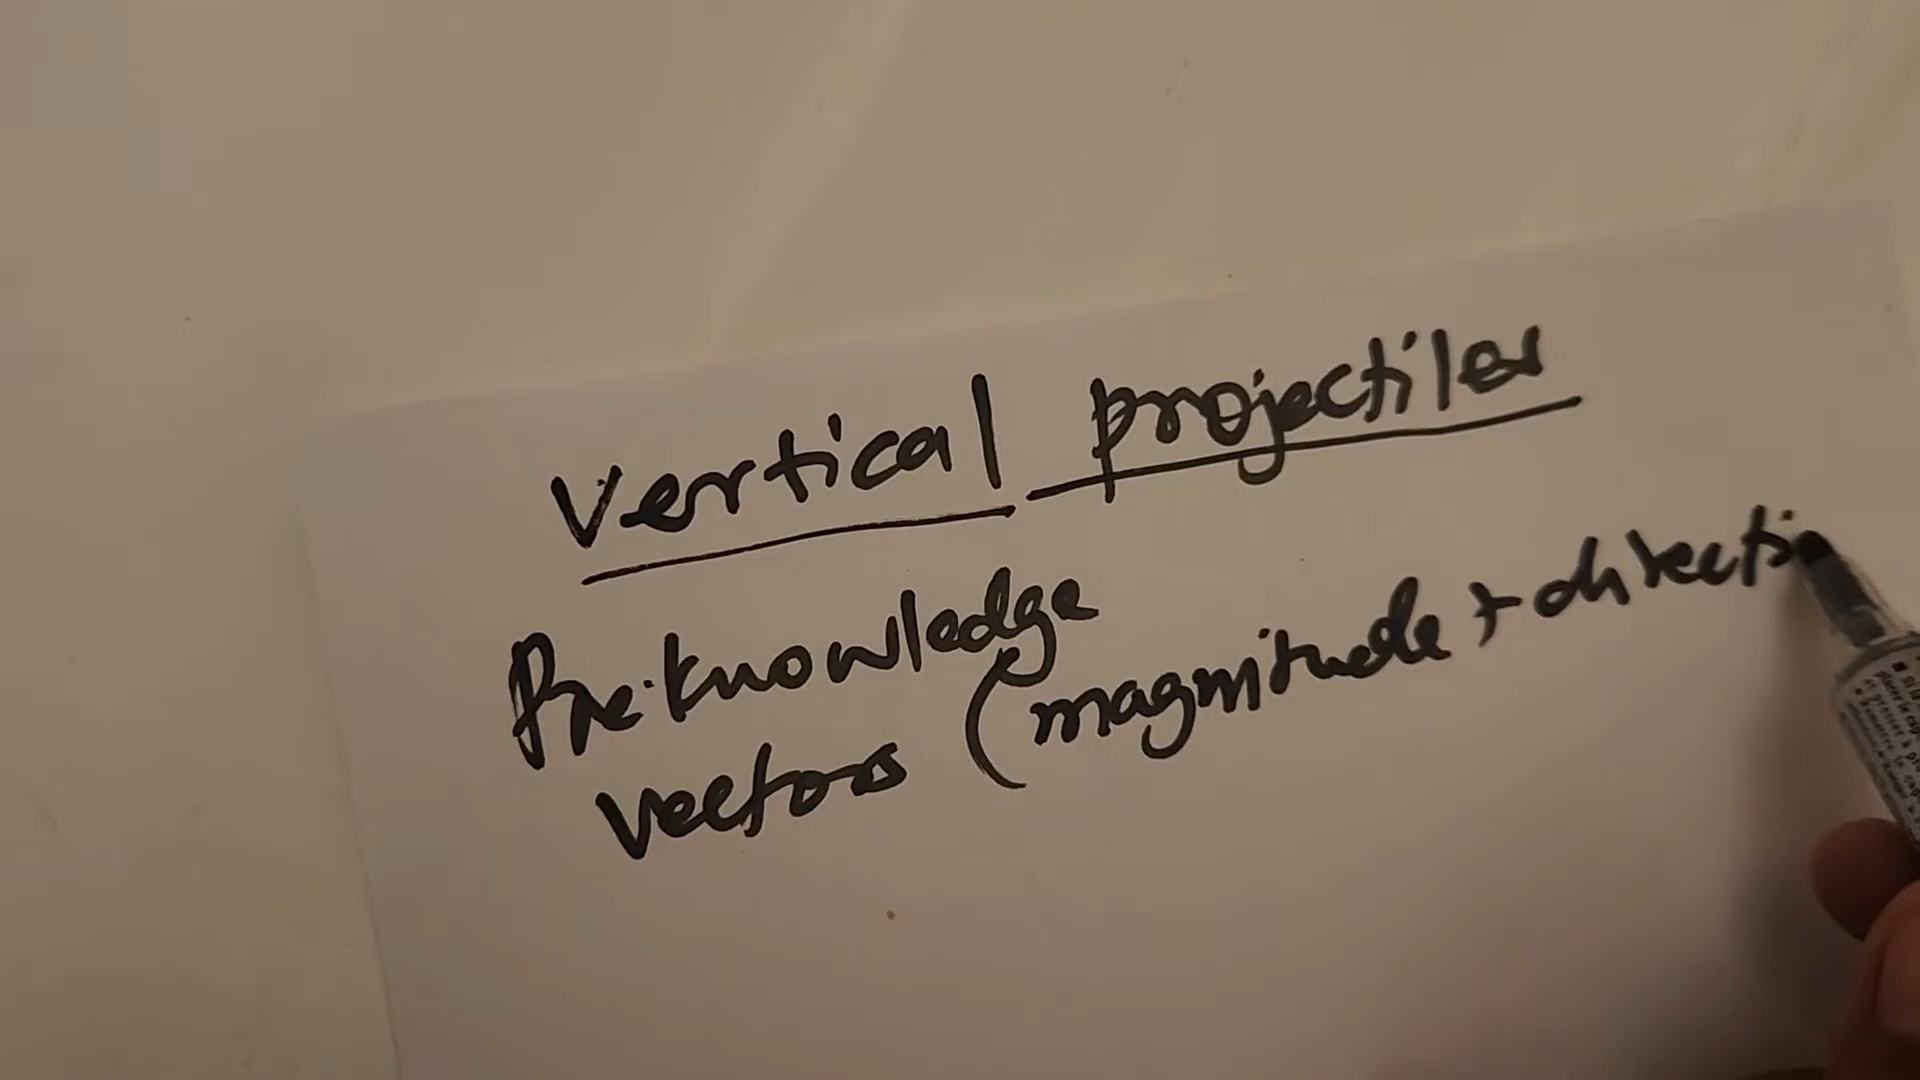 Vertical projectiles
Pre-knowledge
Vectors (magnitude + directi